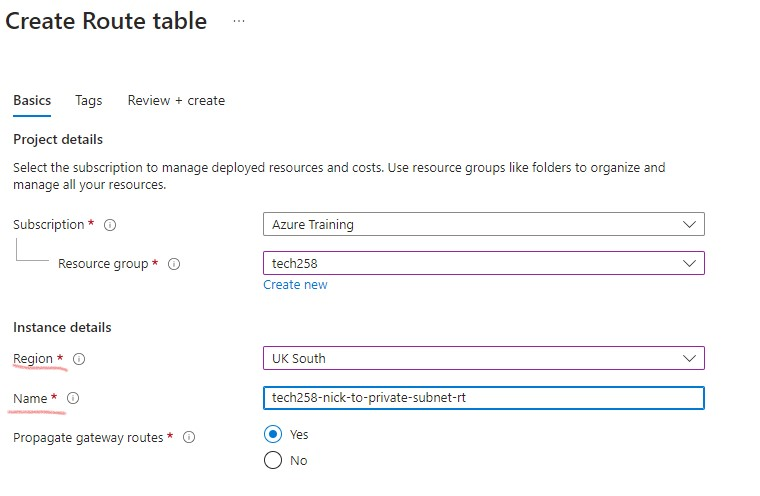 Create Route table ...
Basics Tags Review + create
Project details
Select the subscription to manage deployed resources and costs. Use resource groups like folders to organize and
manage all your resources.
Subscription * Azure Training
Resource group * tech258
Create new
Instance details
Region * UK South
Name * tech258-nick-to-private-subnet-rt
Propagate gateway routes * Yes
No